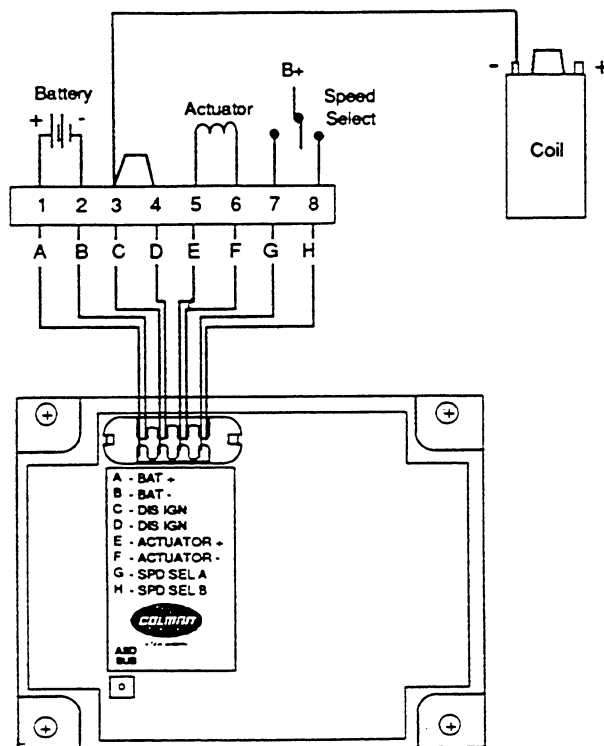 B+
- +
Battery
Speed
Select
Actuator
+ -
Coil
1 2 3 4 5 6 7 8
A B C D E F G H
A - BAT +
B - BAT -
C - DIS IGN
D - DIS IGN
E - ACTUATOR +
F - ACTUATOR -
G - SPD SEL A
H - SPD SEL B
COLMAN